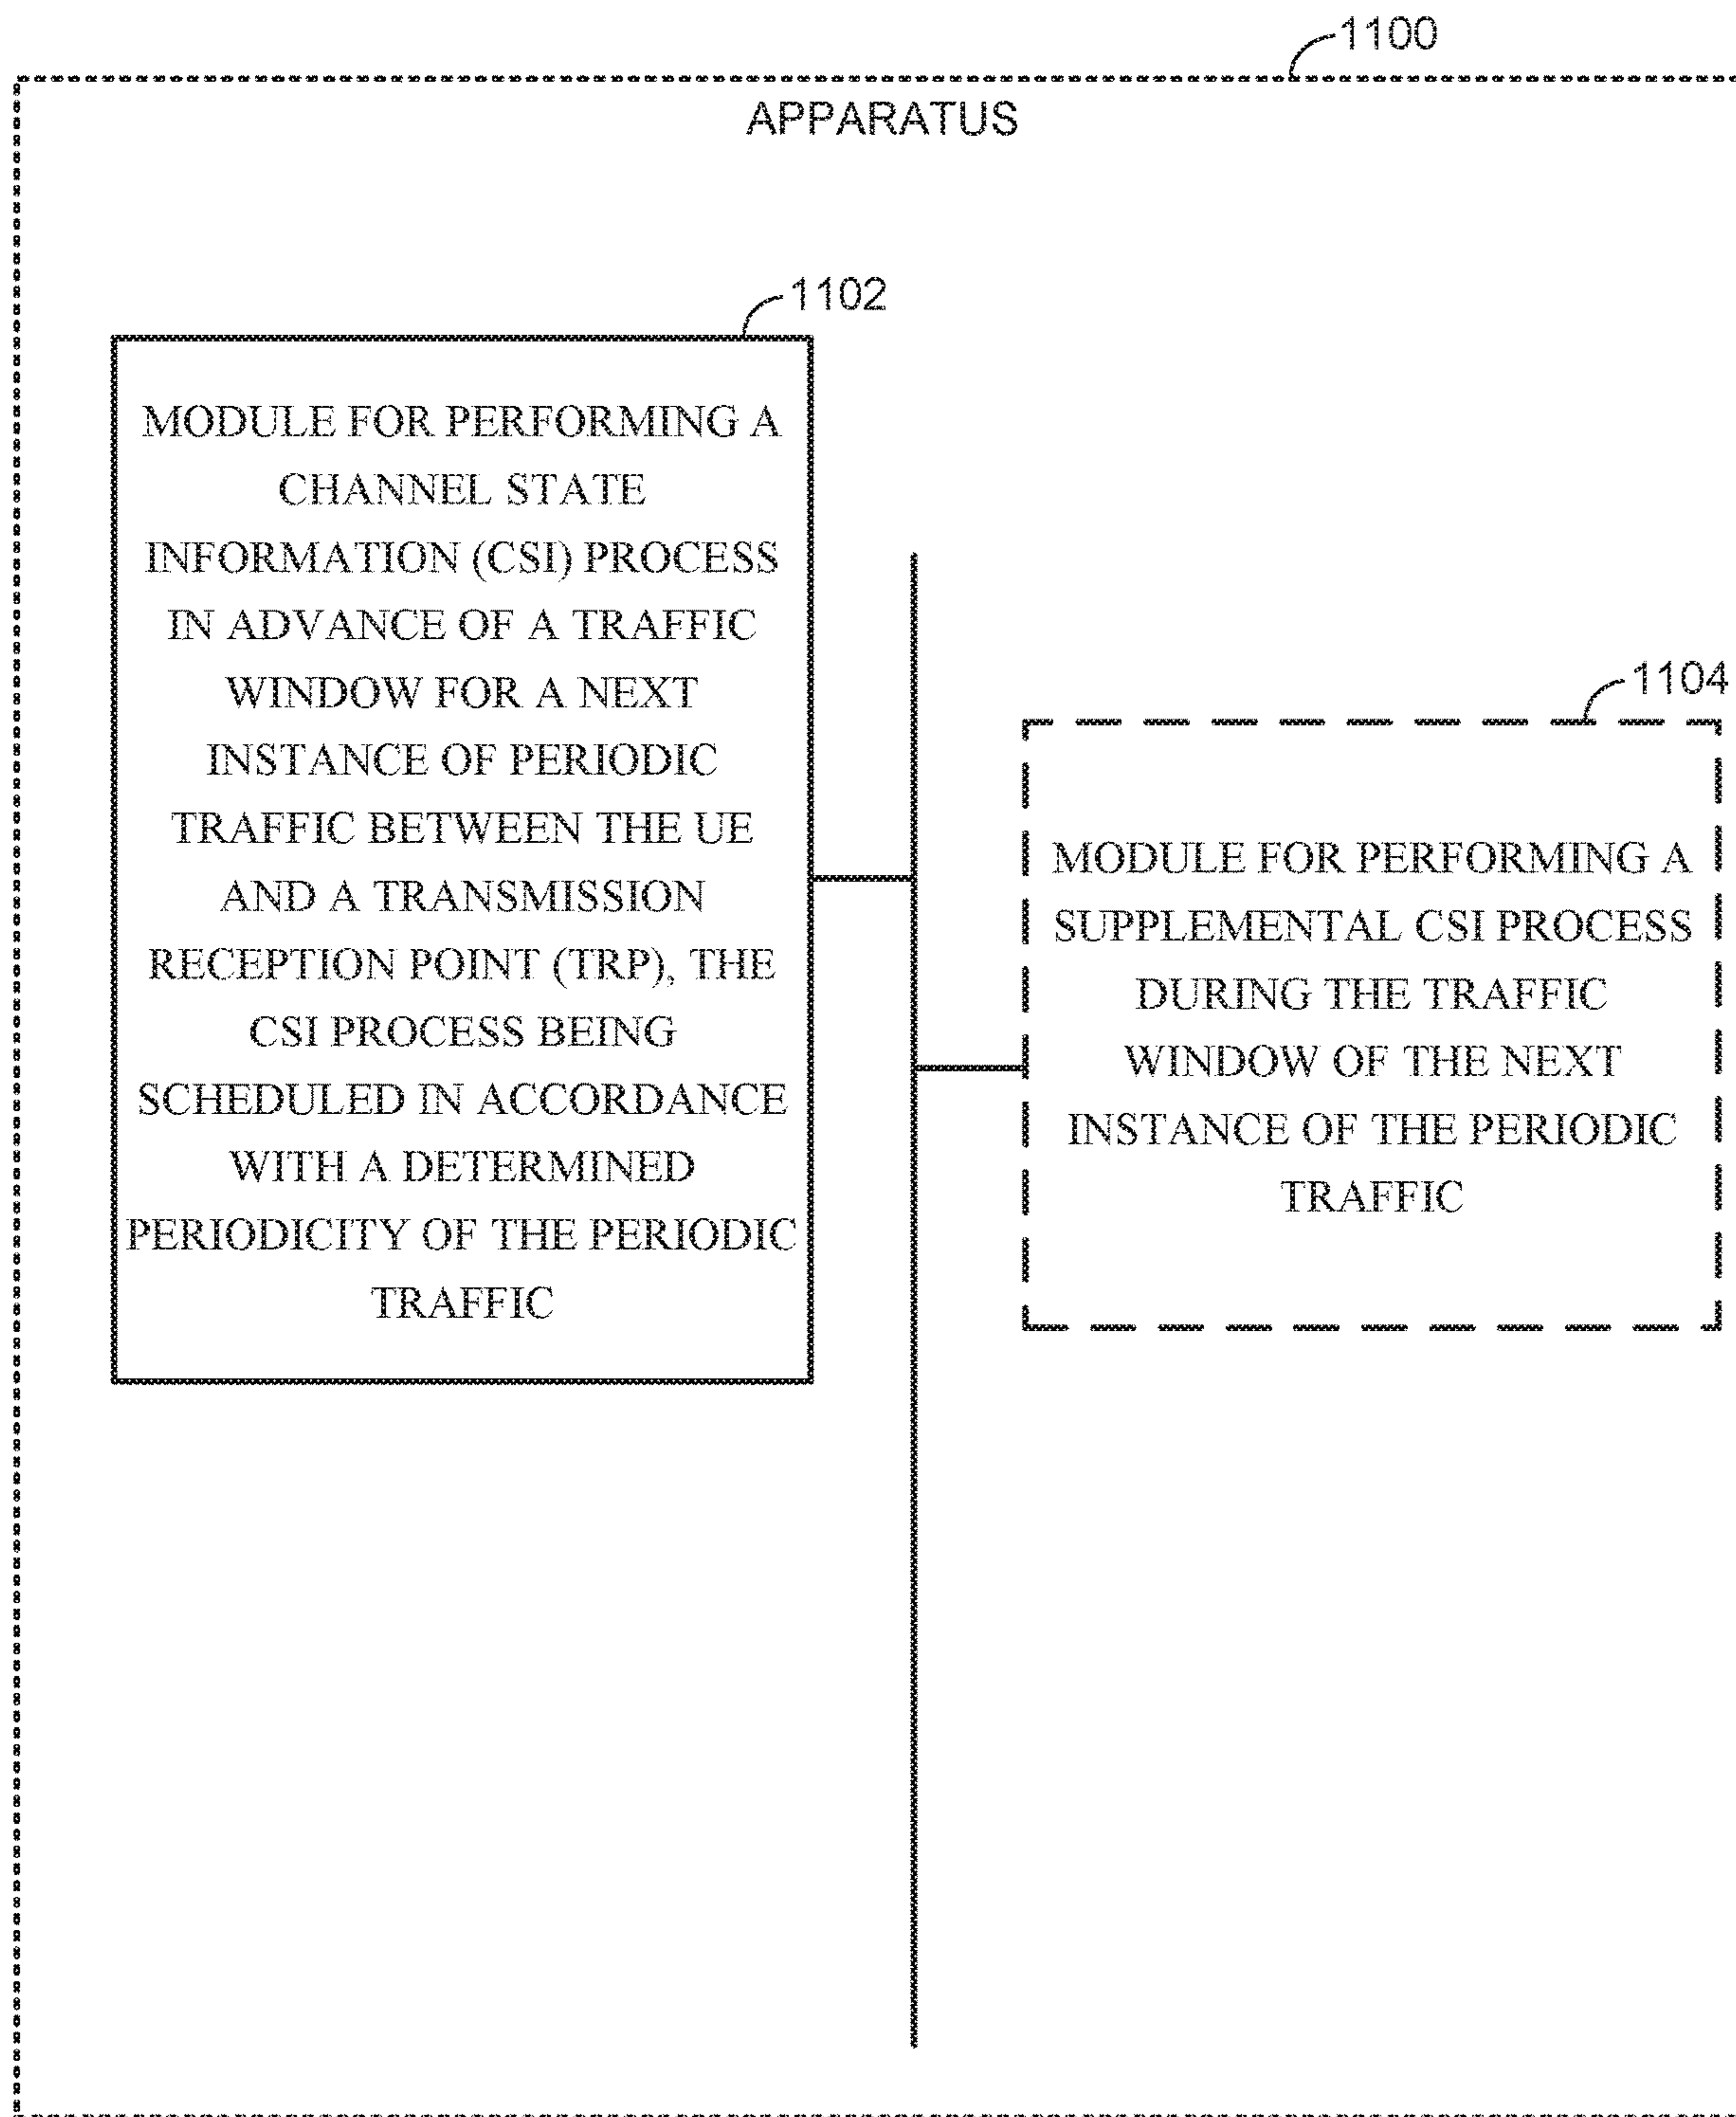 1100
APPARATUS
1102
MODULE FOR PERFORMING A
CHANNEL STATE
INFORMATION (CSI) PROCESS
IN ADVANCE OF A TRAFFIC
WINDOW FOR A NEXT
INSTANCE OF PERIODIC
TRAFFIC BETWEEN THE UE
AND A TRANSMISSION
RECEPTION POINT (TRP), THE
CSI PROCESS BEING
SCHEDULED IN ACCORDANCE
WITH A DETERMINED
PERIODICITY OF THE PERIODIC
TRAFFIC
1104
MODULE FOR PERFORMING A
SUPPLEMENTAL CSI PROCESS
DURING THE TRAFFIC
WINDOW OF THE NEXT
INSTANCE OF THE PERIODIC
TRAFFIC